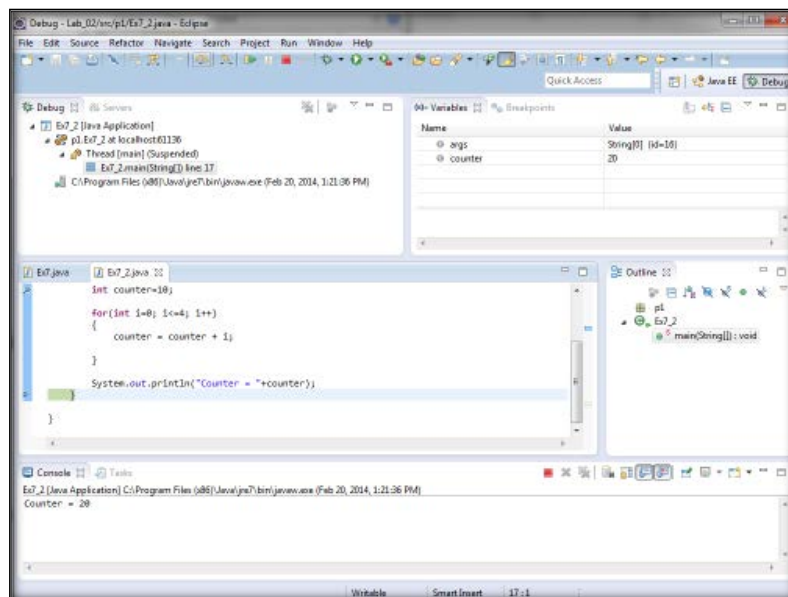 Debug - Lab_02/src/p1/Ex7_2.java - Eclipse
File Edit Source Refactor Navigate Search Project Run Window Help
Quick Access
Java EE Debug
Debug Servers
Ex7_2 [Java Application]
p1.Ex7_2 at localhost:61136
Thread [main] (Suspended)
Ex7_2.main(String[]) line: 17
C:\Program Files (x86)\Java\jre7\bin\javaw.exe (Feb 20, 2014, 1:21:36 PM)
(x)= Variables Breakpoints
Name Value
args String[0] (id=16)
counter 20
Ex7.java Ex7_2.java
int counter=10;
for(int i=0; i<=4; i++)
{
counter = counter + i;
}
System.out.println("Counter = "+counter);
}
}
Outline
p1
Ex7_2
main(String[]) : void
Console Tasks
Ex7_2 [Java Application] C:\Program Files (x86)\Java\jre7\bin\javaw.exe (Feb 20, 2014, 1:21:36 PM)
Counter = 20
Writable Smart Insert 17 : 1